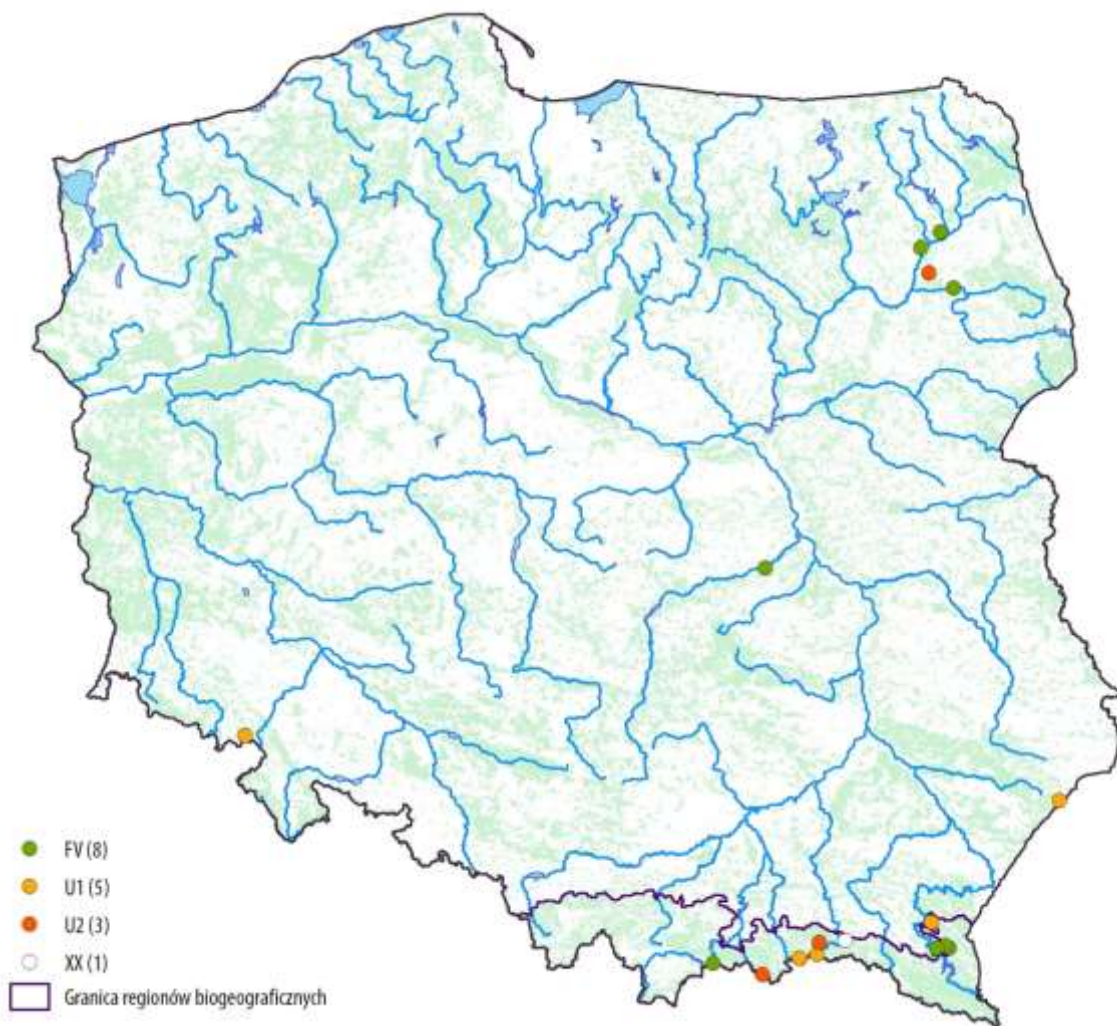 FV (8)
U1 (5)
U2 (3)
XX (1)
Granica regionów biogeograficznych